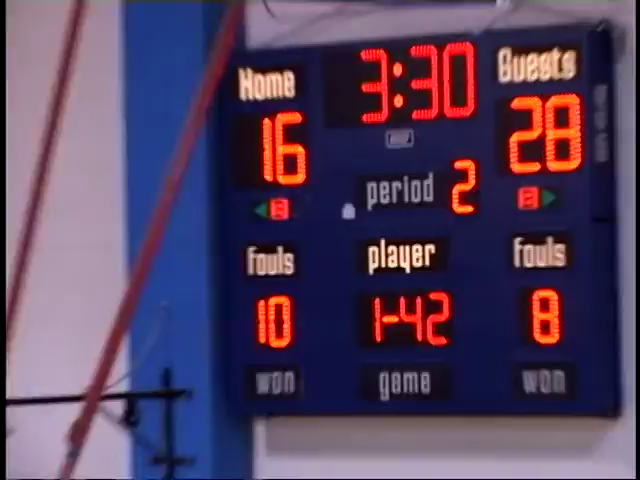 Home 3:30 Guests
16 28
period 2
fouls player fouls
10 1-42 8
won game won